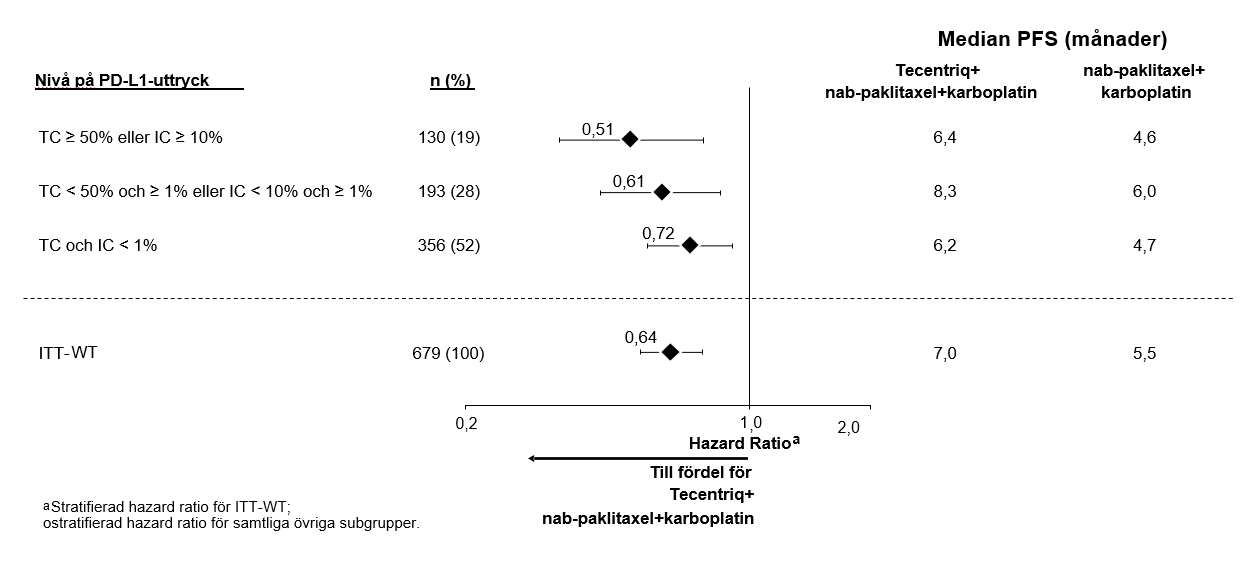 Median PFS (månader)
Nivå på PD-L1-uttryck n (%) Tecentriq+ nab-paklitaxel+
nab-paklitaxel+karboplatin karboplatin
TC ≥ 50% eller IC ≥ 10% 130 (19) 0,51 6,4 4,6
TC < 50% och ≥ 1% eller IC < 10% och ≥ 1% 193 (28) 0,61 8,3 6,0
TC och IC < 1% 356 (52) 0,72 6,2 4,7
ITT-WT 679 (100) 0,64 7,0 5,5
0,2 1,0 2,0
Hazard Ratioa
Till fördel för
Tecentriq+
nab-paklitaxel+karboplatin
aStratifierad hazard ratio för ITT-WT;
ostratifierad hazard ratio för samtliga övriga subgrupper.